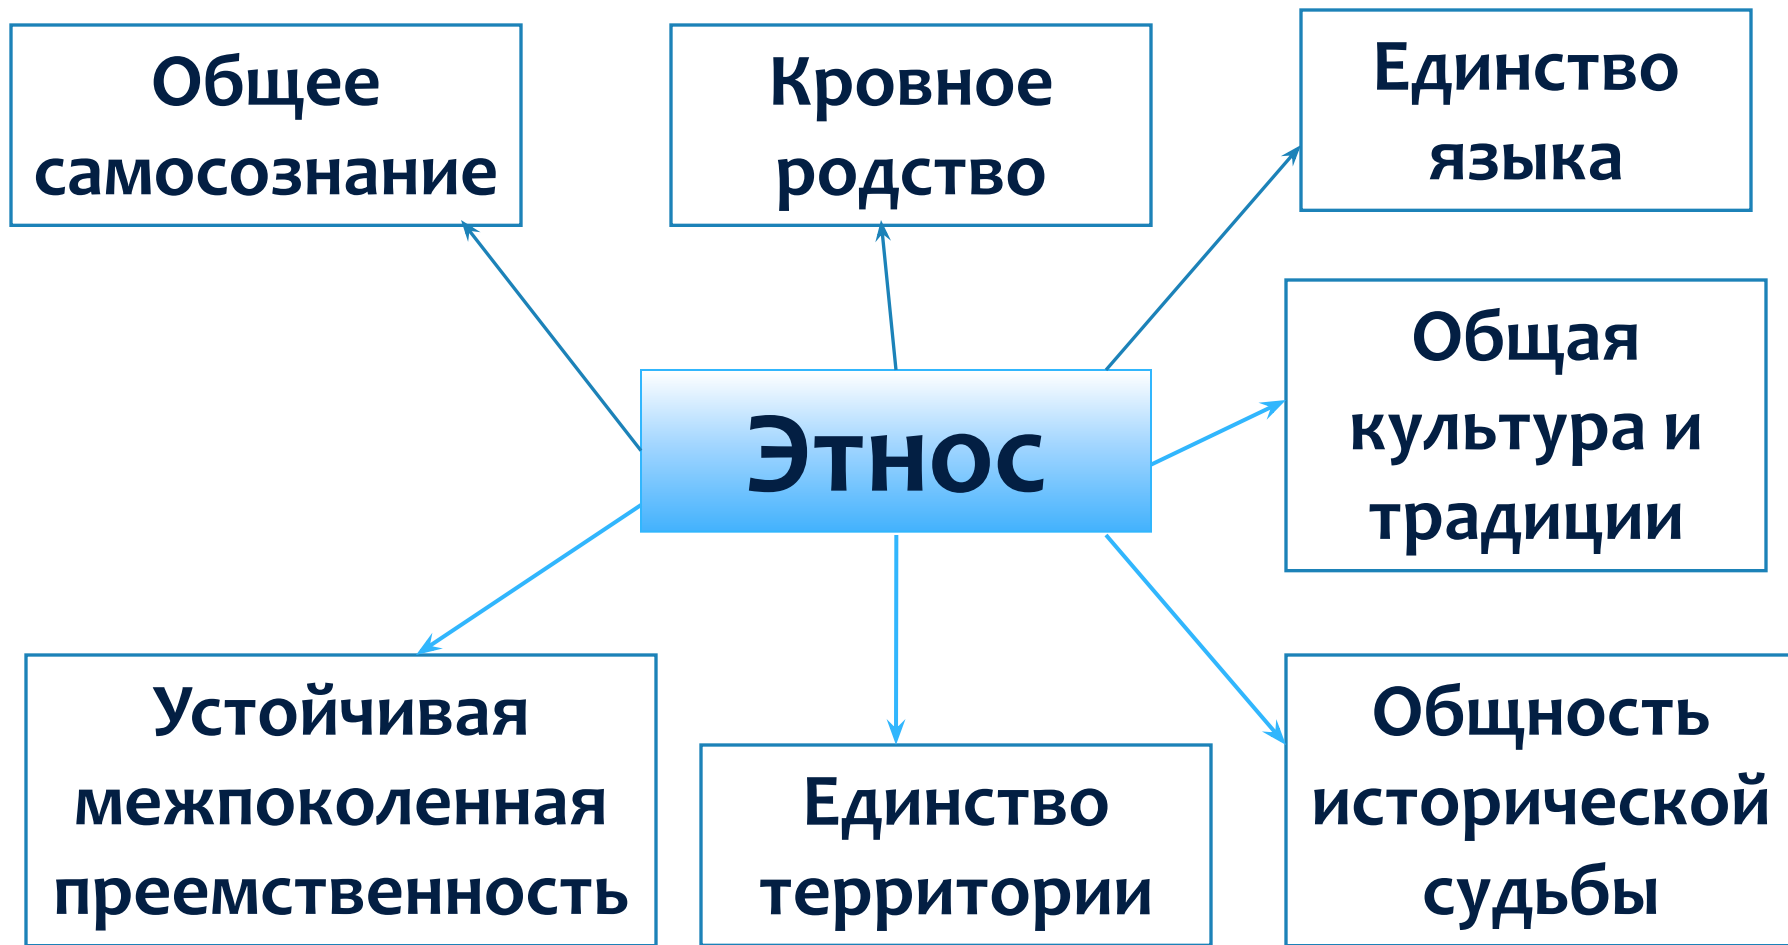 Общее
самосознание
Кровное
родство
Единство
языка
Общая
культура и
традиции
Этнос
Устойчивая
межпоколенная
преемственность
Единство
территории
Общность
исторической
судьбы